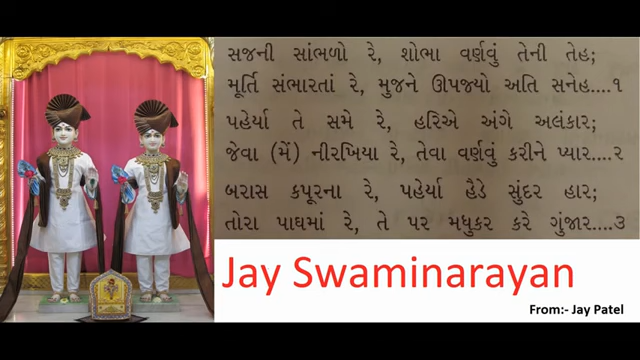 સજની સાંભળો રે, શોભા વર્ણવું તેની તેહ;
મૂર્તિ સંભારતાં રે, મુજને ઊપજ્યો અતિ સનેહ....૧
પહેર્યા તે સમે રે, હરિએ અંગે અલંકાર;
જેવા (મેં) નીરખિયા રે, તેવા વર્ણવું કરીને પ્યાર....૨
બરાસ કપૂરના રે, પહેર્યા હૈડે સુંદર હાર;
તોરા પાઘમાં રે, તે પર મધુકર કરે ગુંજાર....૩
Jay Swaminarayan
From:- Jay Patel